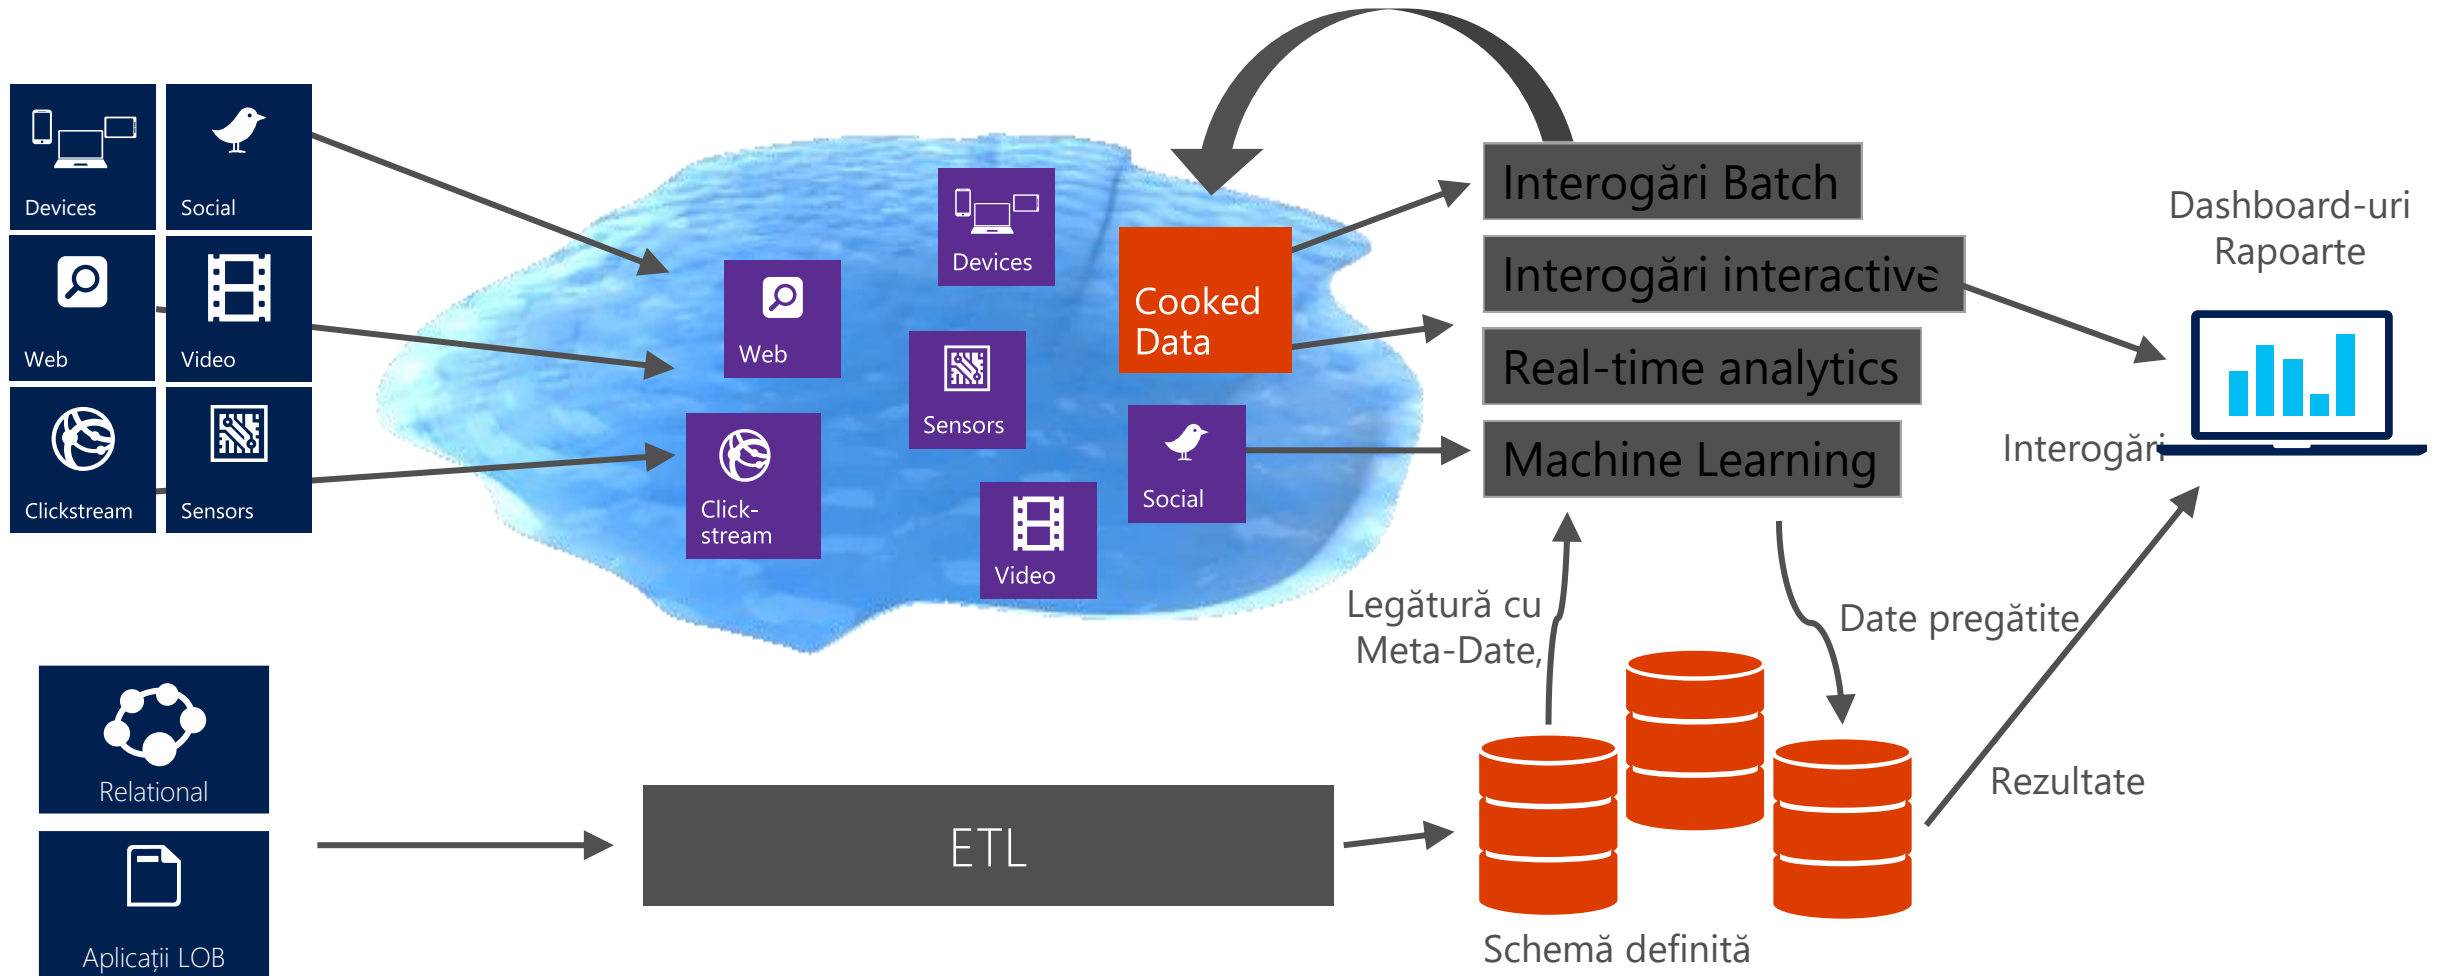 Devices
Social
Web
Video
Clickstream
Sensors
Relational
Aplicații LOB
Devices
Web
Sensors
Click-
stream
Video
Social
Cooked
Data
Interogări Batch
Interogări interactive
Real-time analytics
Machine Learning
Dashboard-uri
Rapoarte
Interogări
Legătură cu
Meta-Date,
Date pregătite
Rezultate
ETL
Schemă definită